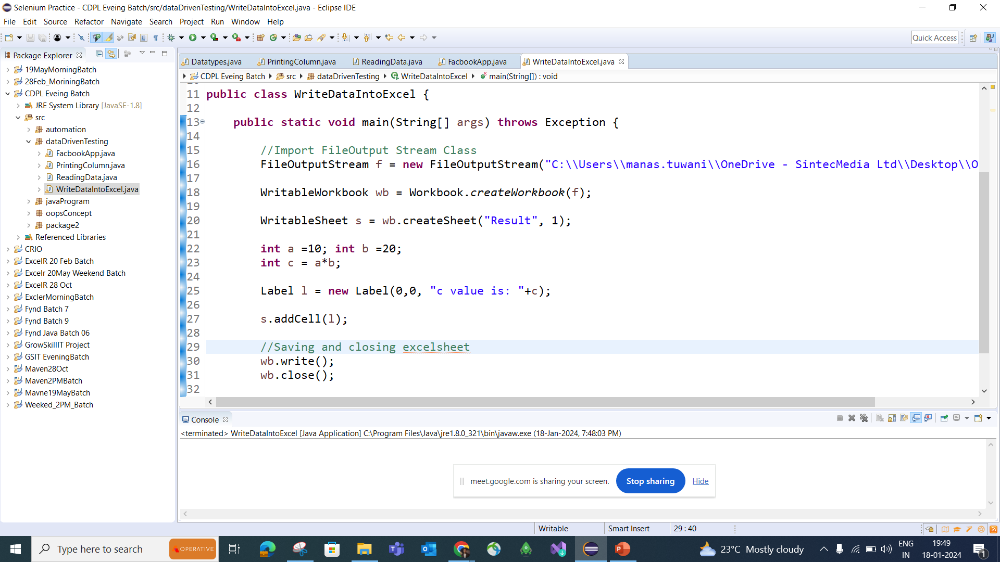 Selenium Practice - CDPL Eveing Batch/src/dataDrivenTesting/WriteDataIntoExcel.java - Eclipse IDE
File Edit Source Refactor Navigate Search Project Run Window Help
Quick Access
Package Explorer
19MayMorningBatch
28Feb_MoriningBatch
CDPL Eveing Batch
JRE System Library [JavaSE-1.8]
src
automation
dataDrivenTesting
FacbookApp.java
PrintingColumn.java
ReadingData.java
WriteDataIntoExcel.java
javaProgram
oopsConcept
package2
Referenced Libraries
CRIO
ExcelR 20 Feb Batch
Excelr 20May Weekend Batch
ExcelR 28 Oct
ExclerMorningBatch
Fynd Batch 7
Fynd Batch 9
Fynd Java Batch 06
GrowSkillIT Project
GSIT EveningBatch
Maven28Oct
Maven2PMBatch
Mavne19MayBatch
Weeked_2PM_Batch
Datatypes.java PrintingColumn.java ReadingData.java FacbookApp.java WriteDataIntoExcel.java
CDPL Eveing Batch src dataDrivenTesting WriteDataIntoExcel main(String[]) : void
11 public class WriteDataIntoExcel {
12
13 public static void main(String[] args) throws Exception {
14
15 //Import FileOutput Stream Class
16 FileOutputStream f = new FileOutputStream("C:\\Users\\manas.tuwani\\OneDrive - SintecMedia Ltd\\Desktop\\O
17
18 WritableWorkbook wb = Workbook.createWorkbook(f);
19
20 WritableSheet s = wb.createSheet("Result", 1);
21
22 int a =10; int b =20;
23 int c = a*b;
24
25 Label l = new Label(0,0, "c value is: "+c);
26
27 s.addCell(l);
28
29 //Saving and closing excelsheet
30 wb.write();
31 wb.close();
32
Console
<terminated> WriteDataIntoExcel [Java Application] C:\Program Files\Java\jre1.8.0_321\bin\javaw.exe (18-Jan-2024, 7:48:03 PM)
meet.google.com is sharing your screen. Stop sharing Hide
Writable Smart Insert 29 : 40
Type here to search
OPERATIVE
23°C Mostly cloudy
ENG
IN
19:49
18-01-2024
1